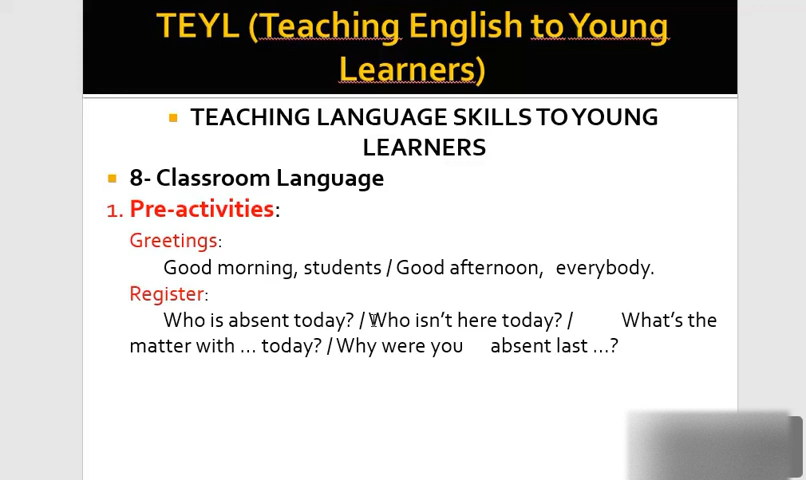 TEYL (Teaching English to Young
Learners)
TEACHING LANGUAGE SKILLS TO YOUNG
LEARNERS
8- Classroom Language
1. Pre-activities:
Greetings:
Good morning, students / Good afternoon, everybody.
Register:
Who is absent today? / Who isn't here today? / What's the
matter with ... today? / Why were you absent last ...?